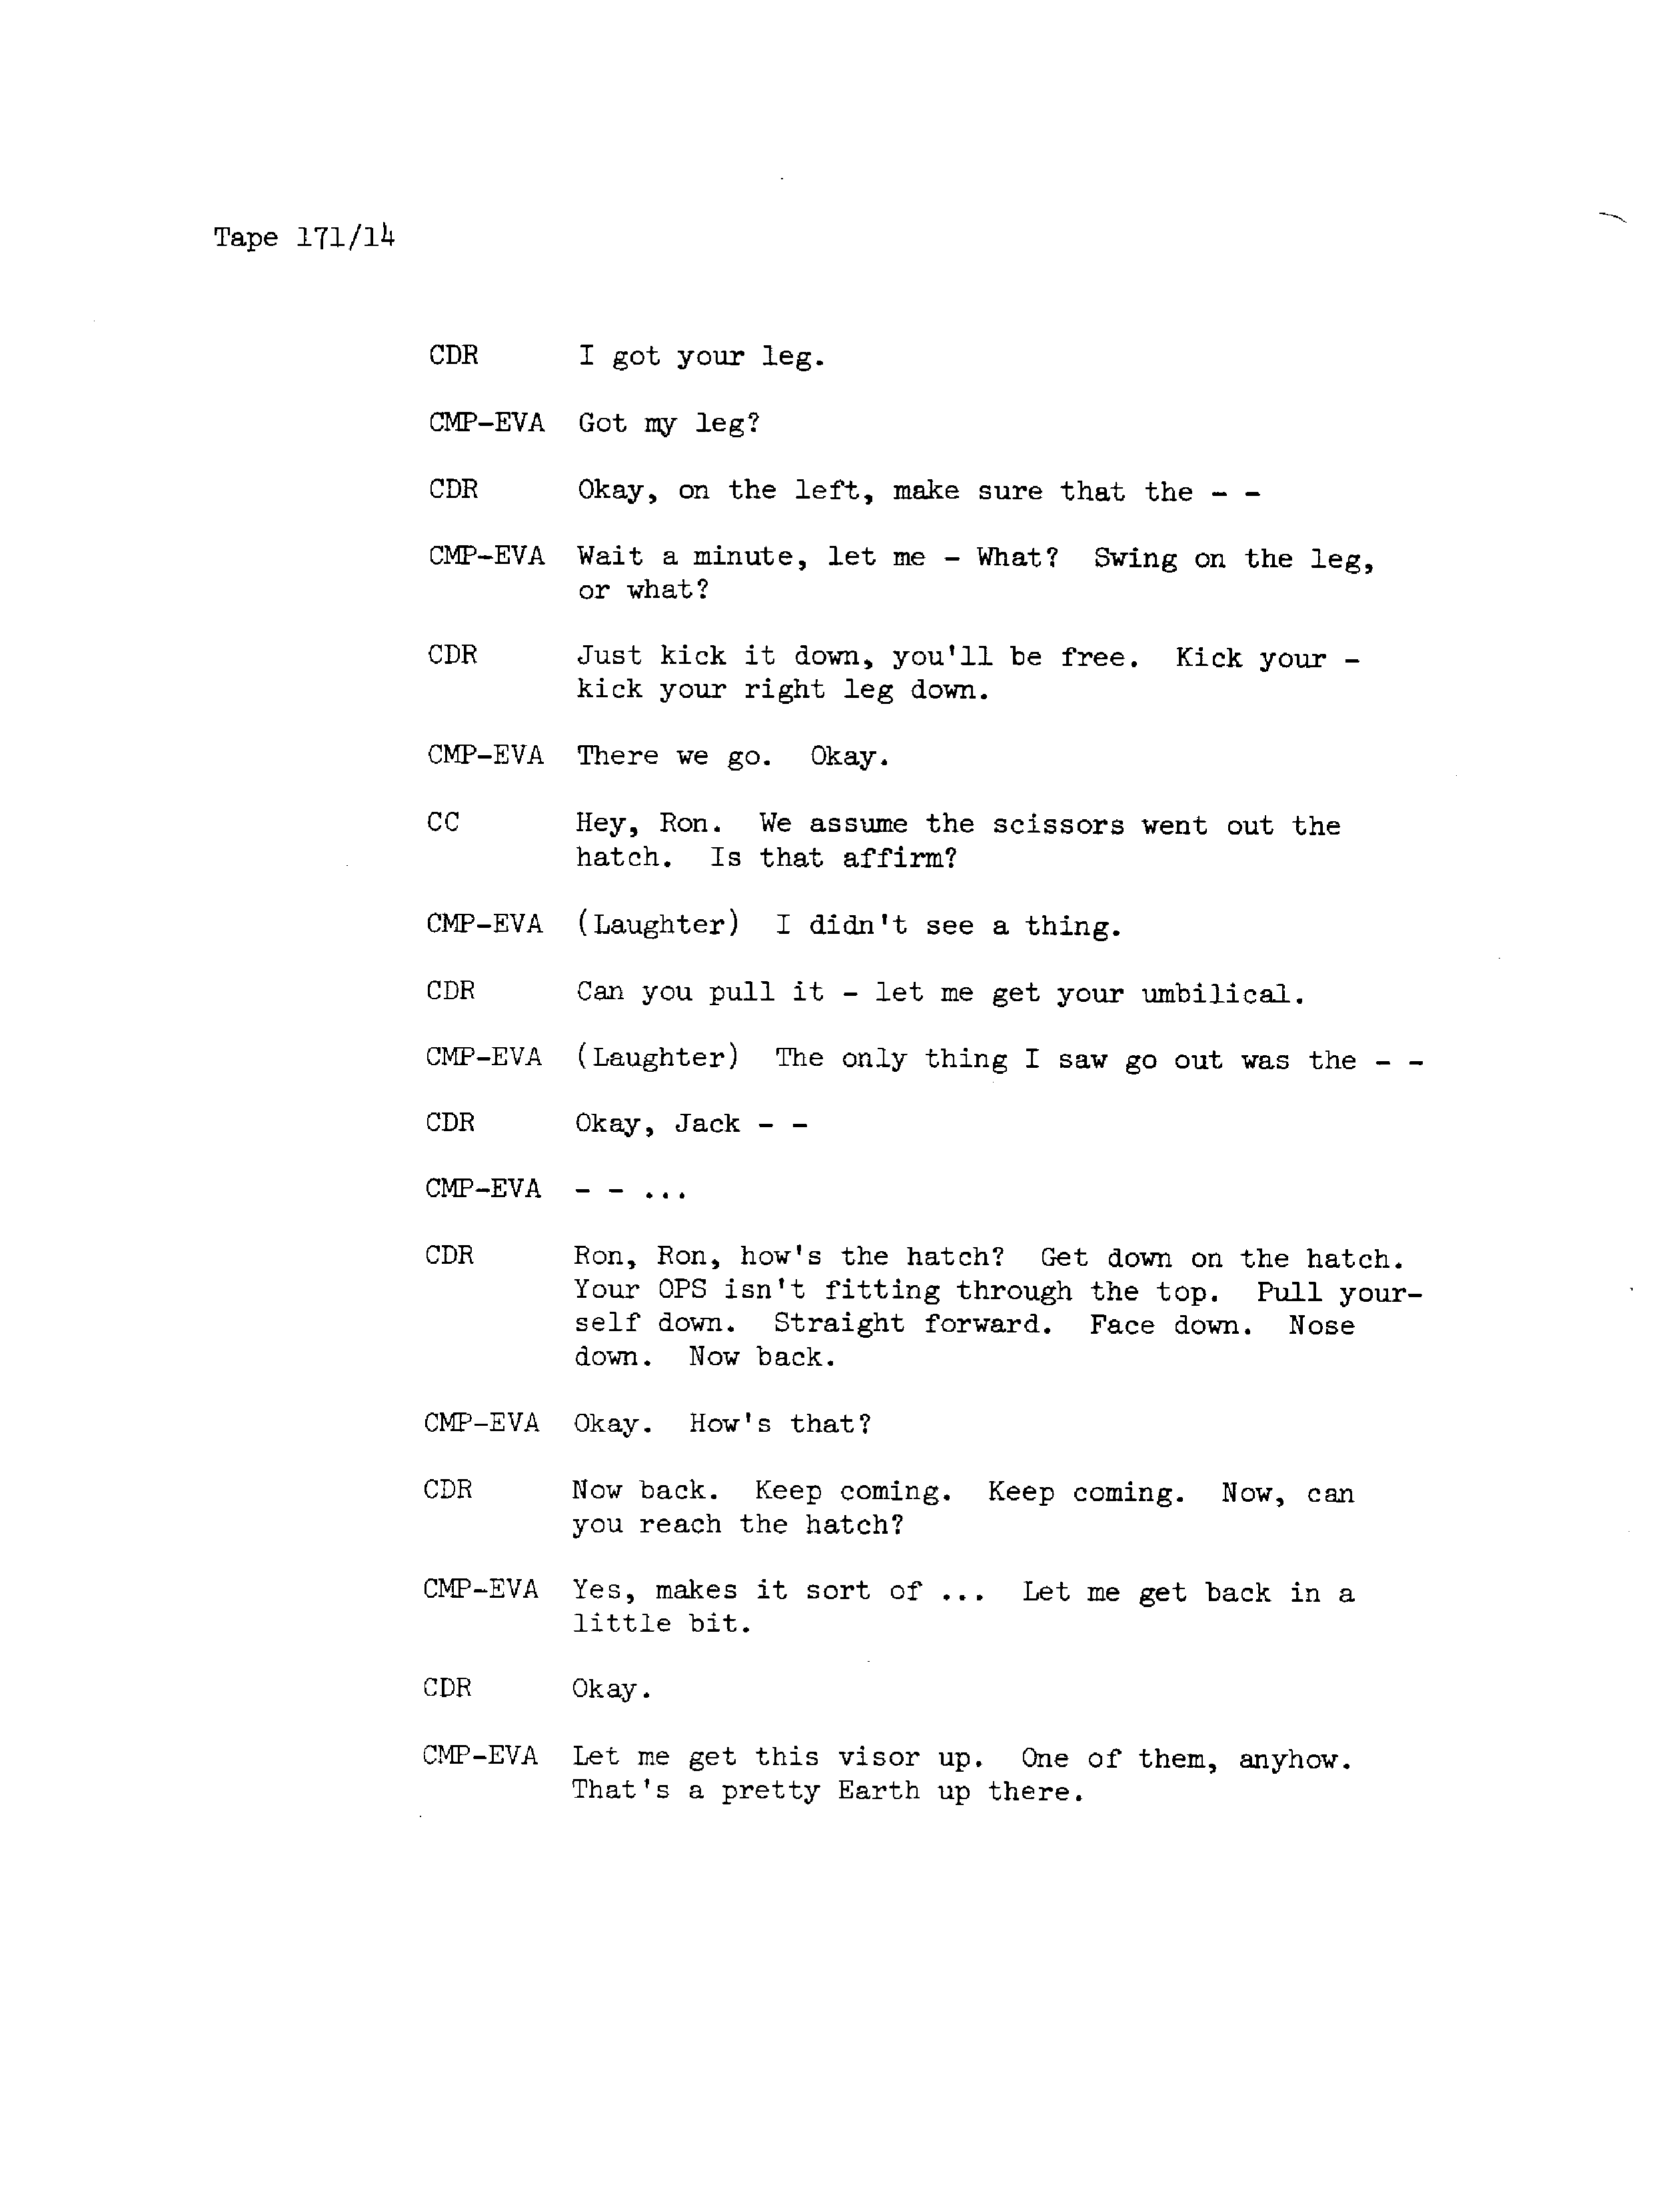 Tape 171/14
CDR I got your leg.
CMP-EVA Got my leg?
CDR Okay, on the left, make sure that the - -
CMP-EVA Wait a minute, let me - What? Swing on the leg,
or what?
CDR Just kick it down, you'll be free. Kick your -
kick your right leg down.
CMP-EVA There we go. Okay.
CC Hey, Ron. We assume the scissors went out the
hatch. Is that affirm?
CMP-EVA (Laughter) I didn't see a thing.
CDR Can you pull it - let me get your umbilical.
CMP-EVA (Laughter) The only thing I saw go out was the - -
CDR Okay, Jack - -
CMP-EVA - - ...
CDR Ron, Ron, how's the hatch? Get down on the hatch.
Your OPS isn't fitting through the top. Pull your-
self down. Straight forward. Face down. Nose
down. Now back.
CMP-EVA Okay. How's that?
CDR Now back. Keep coming. Keep coming. Now, can
you reach the hatch?
CMP-EVA Yes, makes it sort of ... Let me get back in a
little bit.
CDR Okay.
CMP-EVA Let me get this visor up. One of them, anyhow.
That's a pretty Earth up there.